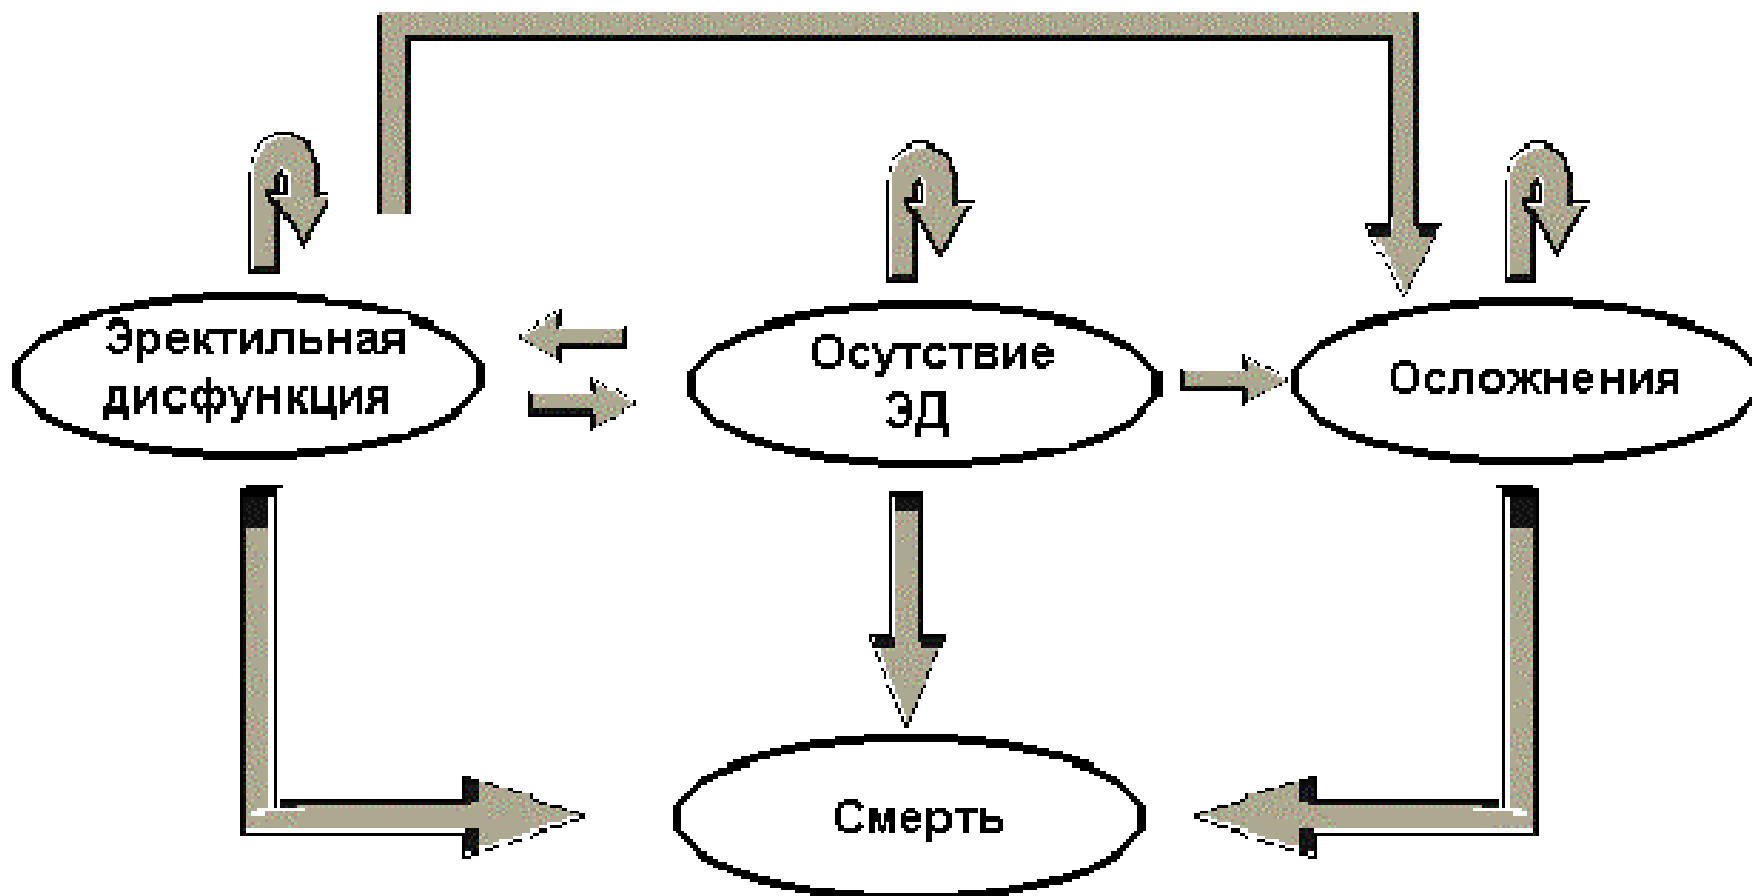 Эректильная
дисфункция
Осутствие
ЭД
Осложнения
Смерть